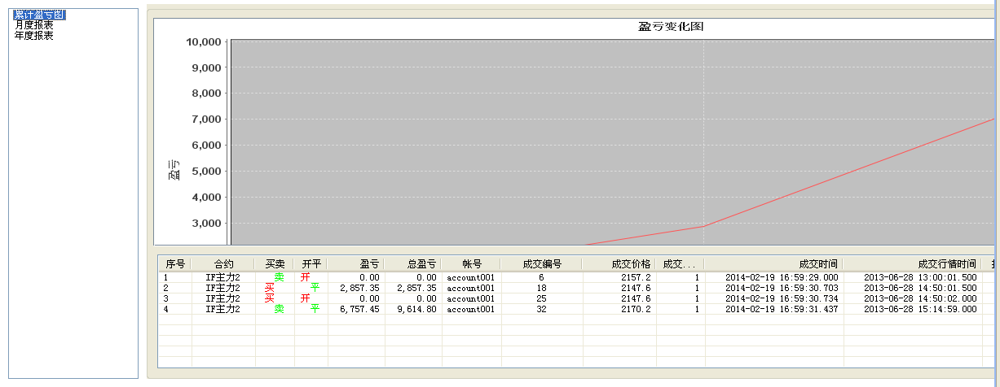 累计盈亏图
月度报表
年度报表
盈亏变化图
10,000
9,000
8,000
7,000
6,000
5,000
4,000
3,000
盈亏
序号 合约 买卖 开平 盈亏 总盈亏 帐号 成交编号 成交价格 成交... 成交时间 成交行情时间
1 IF主力2 卖 开 0.00 0.00 account001 6 2157.2 1 2014-02-19 16:59:29.000 2013-06-28 13:00:01.500
2 IF主力2 买 平 2,857.35 2,857.35 account001 18 2147.6 1 2014-02-19 16:59:30.703 2013-06-28 14:50:01.500
3 IF主力2 买 开 0.00 0.00 account001 25 2147.6 1 2014-02-19 16:59:30.734 2013-06-28 14:50:02.000
4 IF主力2 卖 平 6,757.45 9,614.80 account001 32 2170.2 1 2014-02-19 16:59:31.437 2013-06-28 15:14:59.000